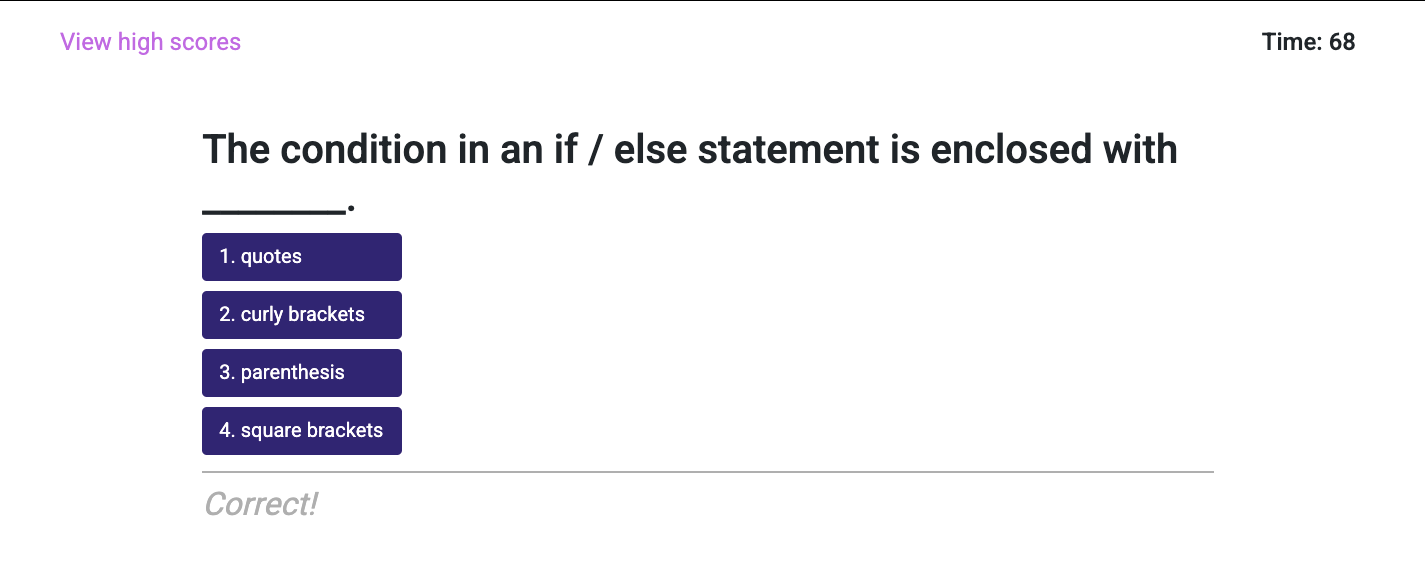 View high scores
Time: 68
The condition in an if / else statement is enclosed with
________.
1. quotes
2. curly brackets
3. parenthesis
4. square brackets
Correct!